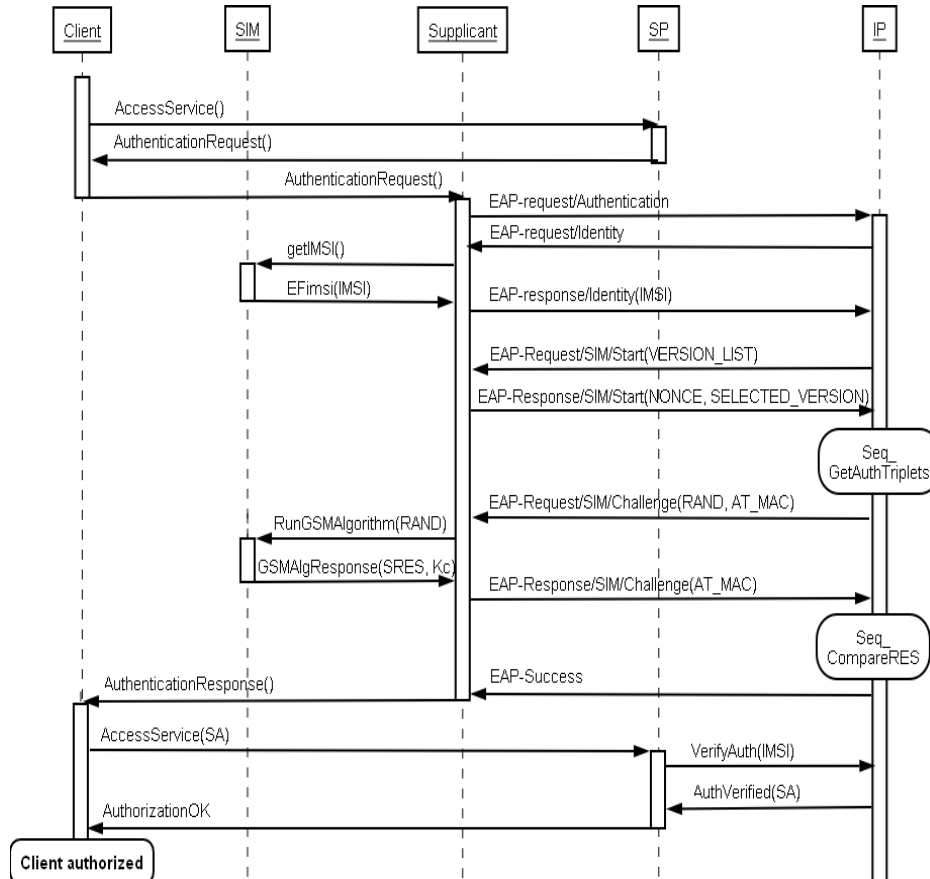 Client
SIM
Supplicant
SP
IP
AccessService()
AuthenticationRequest()
AuthenticationRequest()
EAP-request/Authentication
EAP-request/Identity
getIMSI()
EFimsi(IMSI)
EAP-response/Identity(IMSI)
EAP-Request/SIM/Start(VERSION_LIST)
EAP-Response/SIM/Start(NONCE, SELECTED_VERSION)
Seq_
GetAuthTriplets
EAP-Request/SIM/Challenge(RAND, AT_MAC)
RunGSMAlgorithm(RAND)
GSMAlgResponse(SRES, Kc)
EAP-Response/SIM/Challenge(AT_MAC)
Seq_
CompareRES
EAP-Success
AuthenticationResponse()
AccessService(SA)
VerifyAuth(IMSI)
AuthVerified(SA)
AuthorizationOK
Client authorized